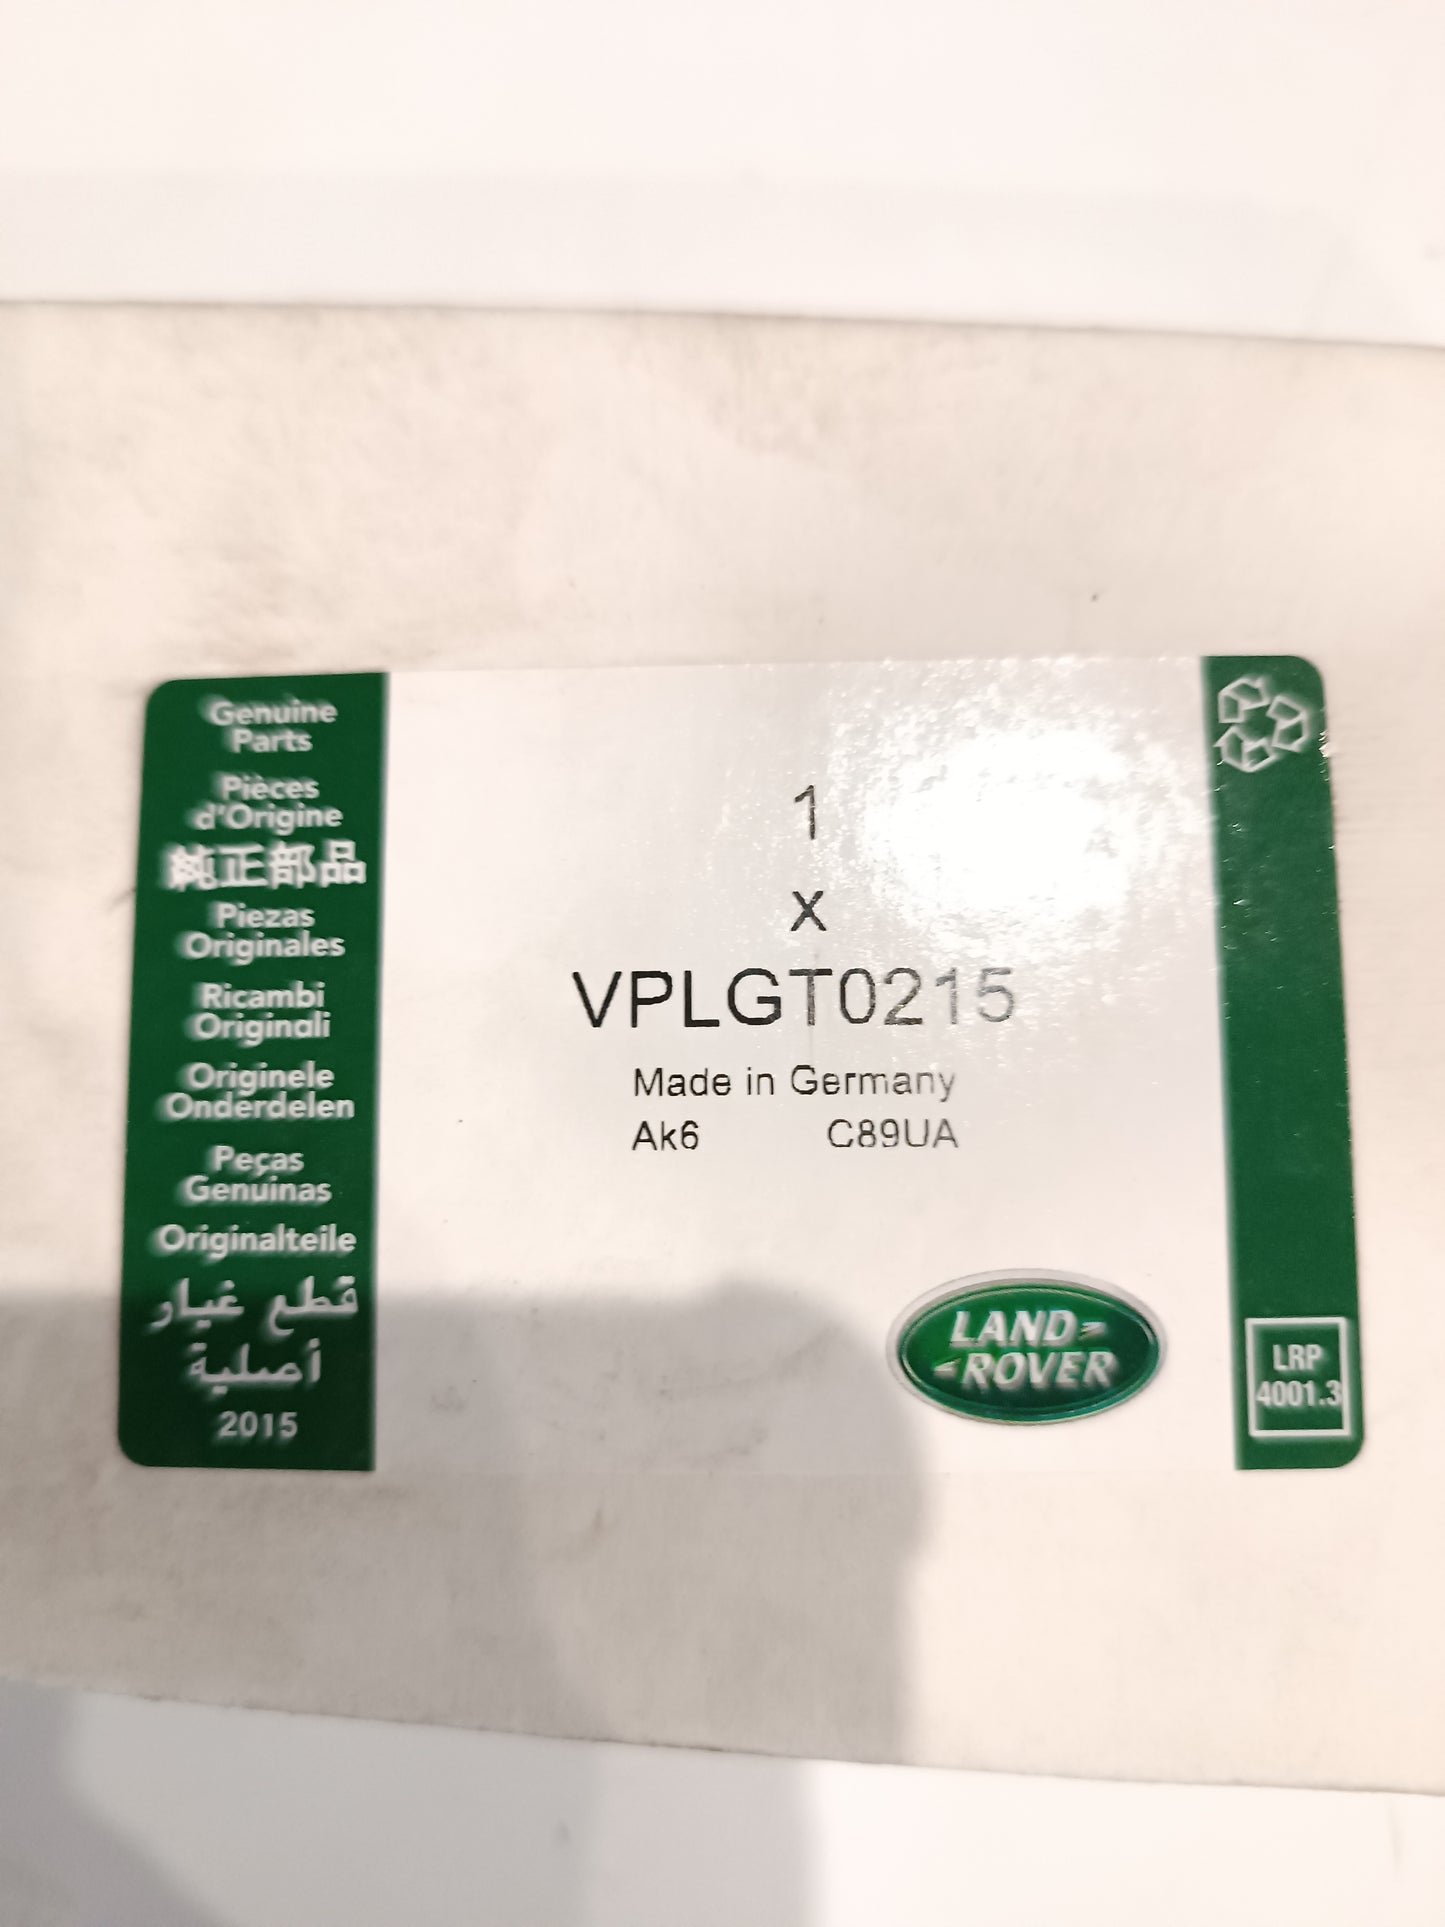 Genuine
Parts
Pièces
d'Origine
純正部品
Piezas
Originales
Ricambi
Originali
Originele
Onderdelen
Peças
Genuinas
Originalteile
قطع غيار
أصلية
2015
1
X
VPLGT0215
Made in Germany
Ak6 C89UA
LAND
ROVER
LRP
4001.3